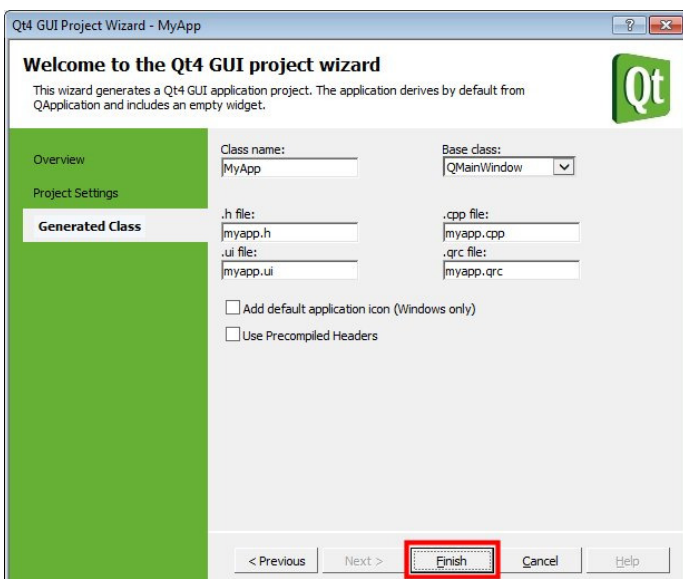 Qt4 GUI Project Wizard - MyApp
Welcome to the Qt4 GUI project wizard
This wizard generates a Qt4 GUI application project. The application derives by default from
QApplication and includes an empty widget.
Qt
Overview
Project Settings
Generated Class
Class name:
MyApp
Base class:
QMainWindow
.h file:
myapp.h
.cpp file:
myapp.cpp
.ui file:
myapp.ui
.qrc file:
myapp.qrc
Add default application icon (Windows only)
Use Precompiled Headers
< Previous
Next >
Finish
Cancel
Help